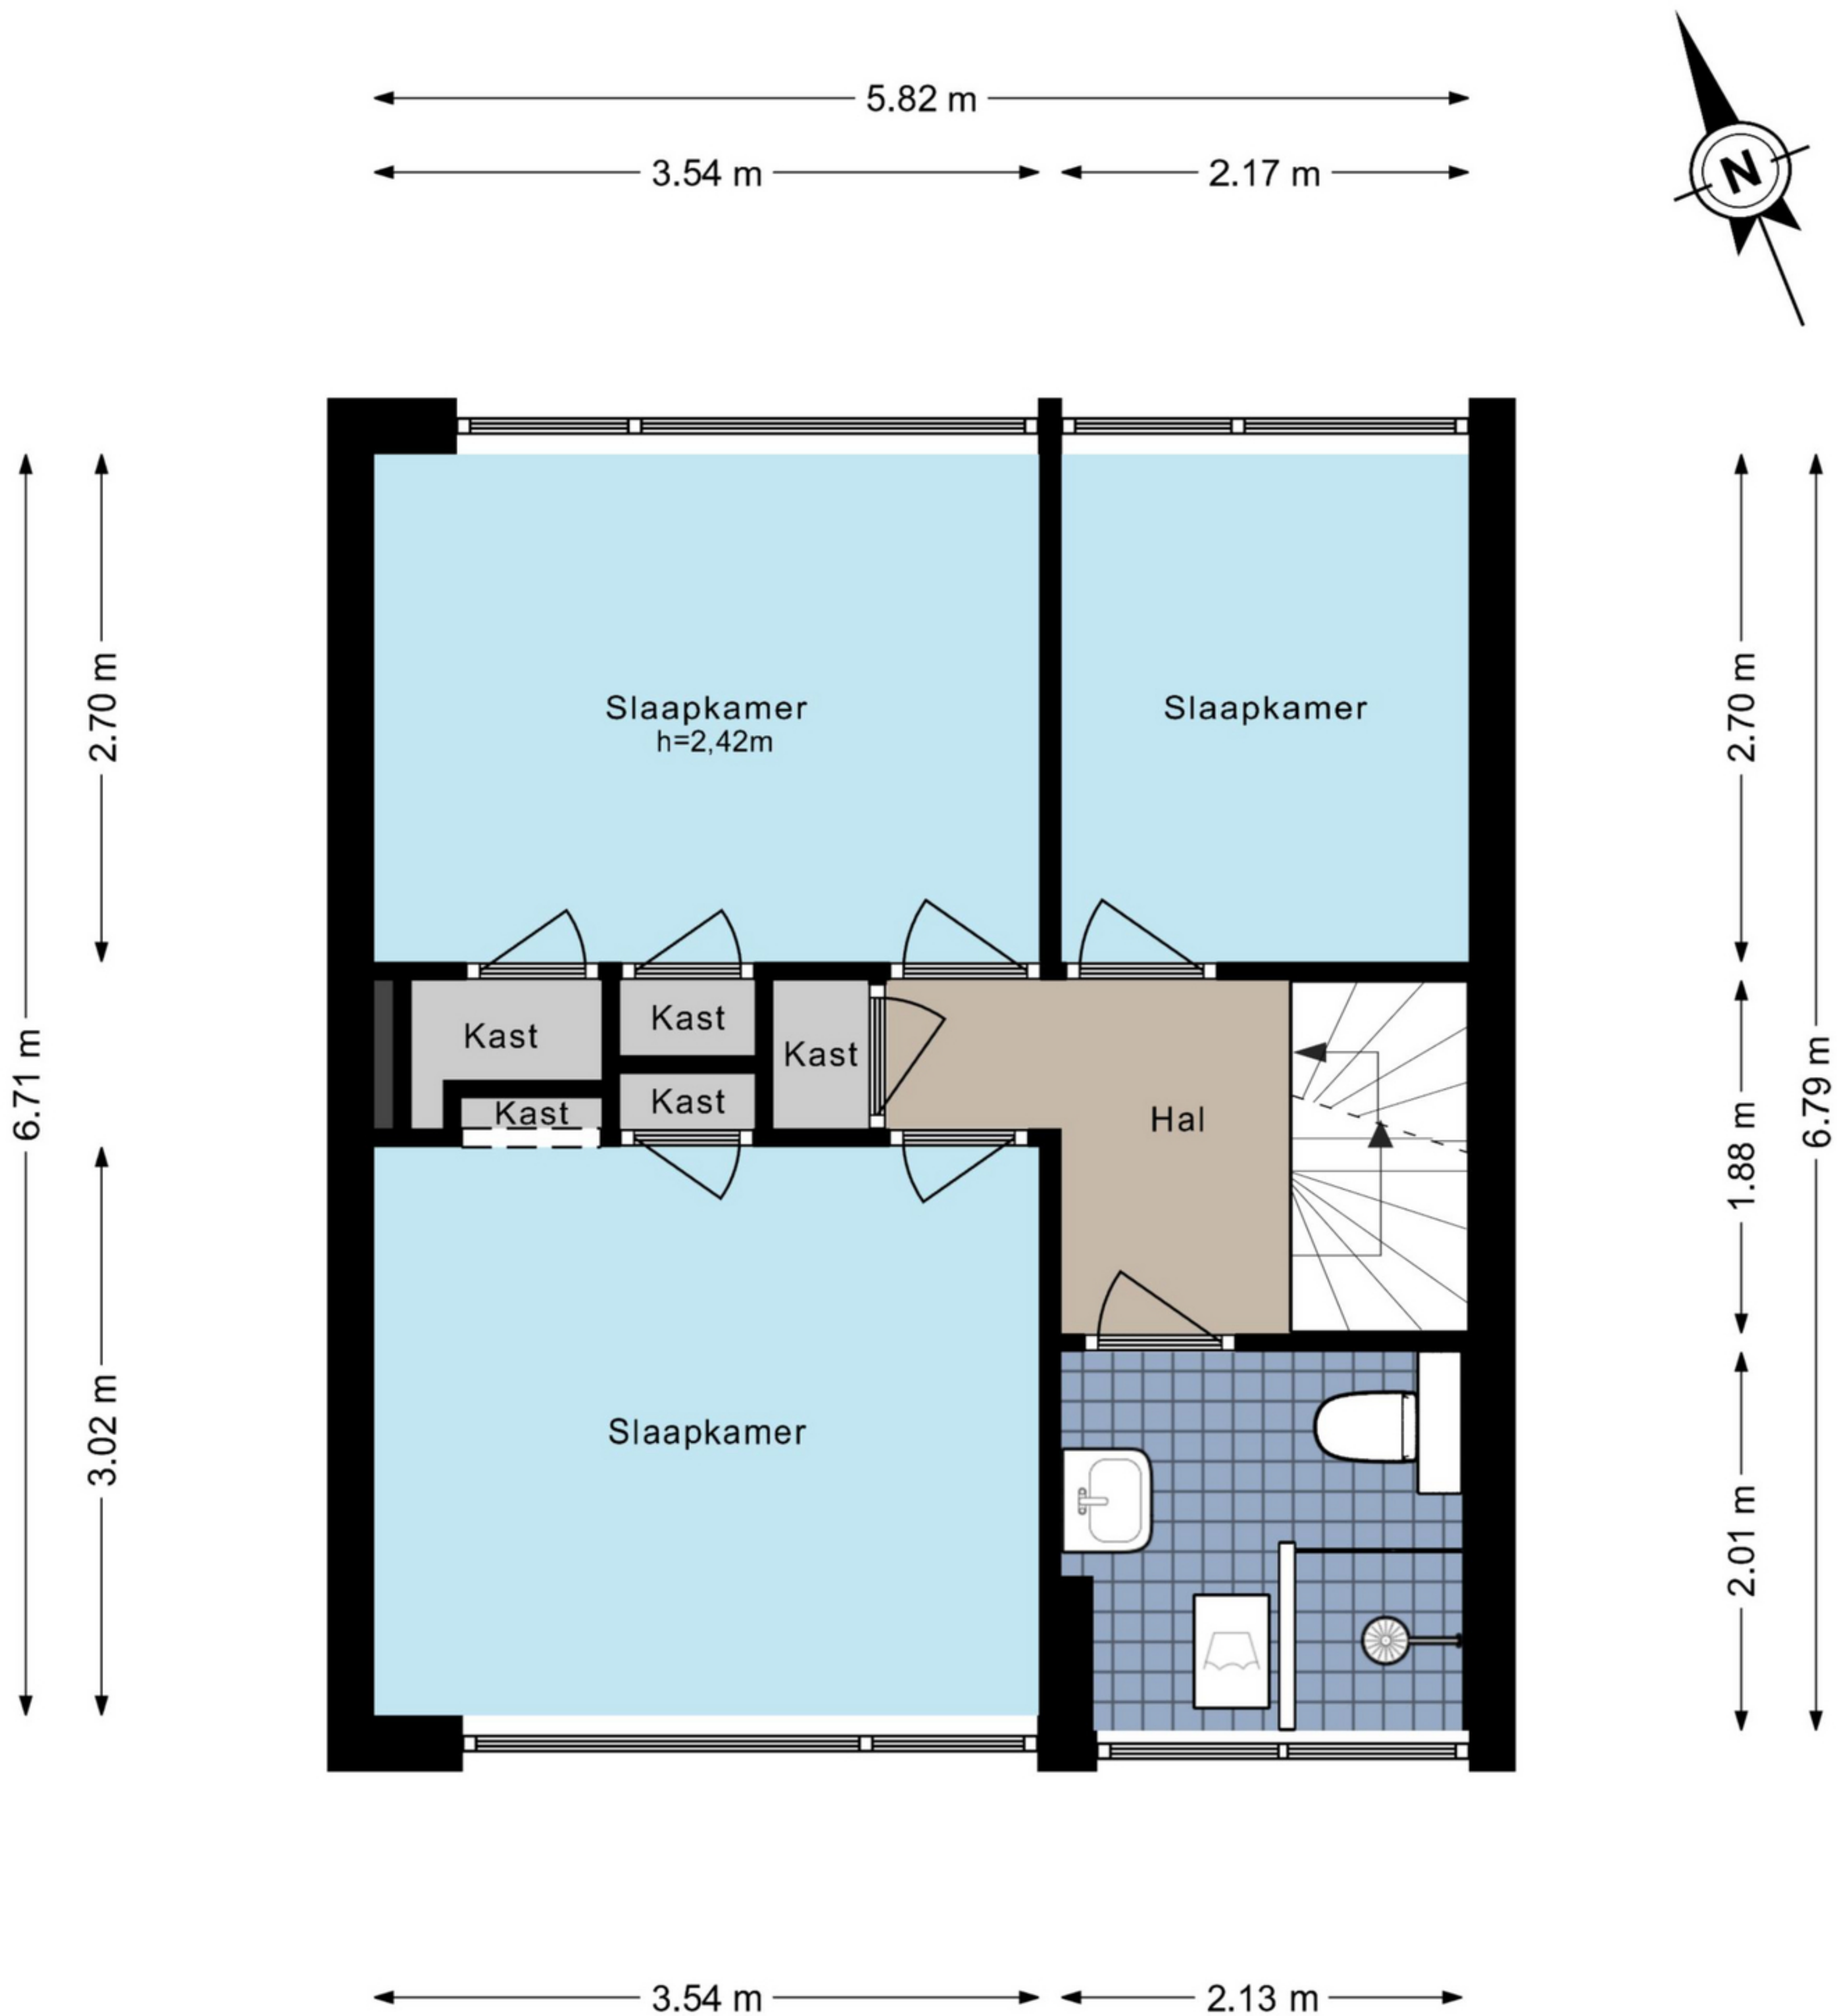 5.82 m
3.54 m
2.17 m
N
2.70 m
6.71 m
3.02 m
Slaapkamer
h=2,42m
Slaapkamer
2.70 m
1.88 m
6.79 m
2.01 m
Kast
Kast
Kast
Kast
Kast
Hal
Slaapkamer
3.54 m
2.13 m